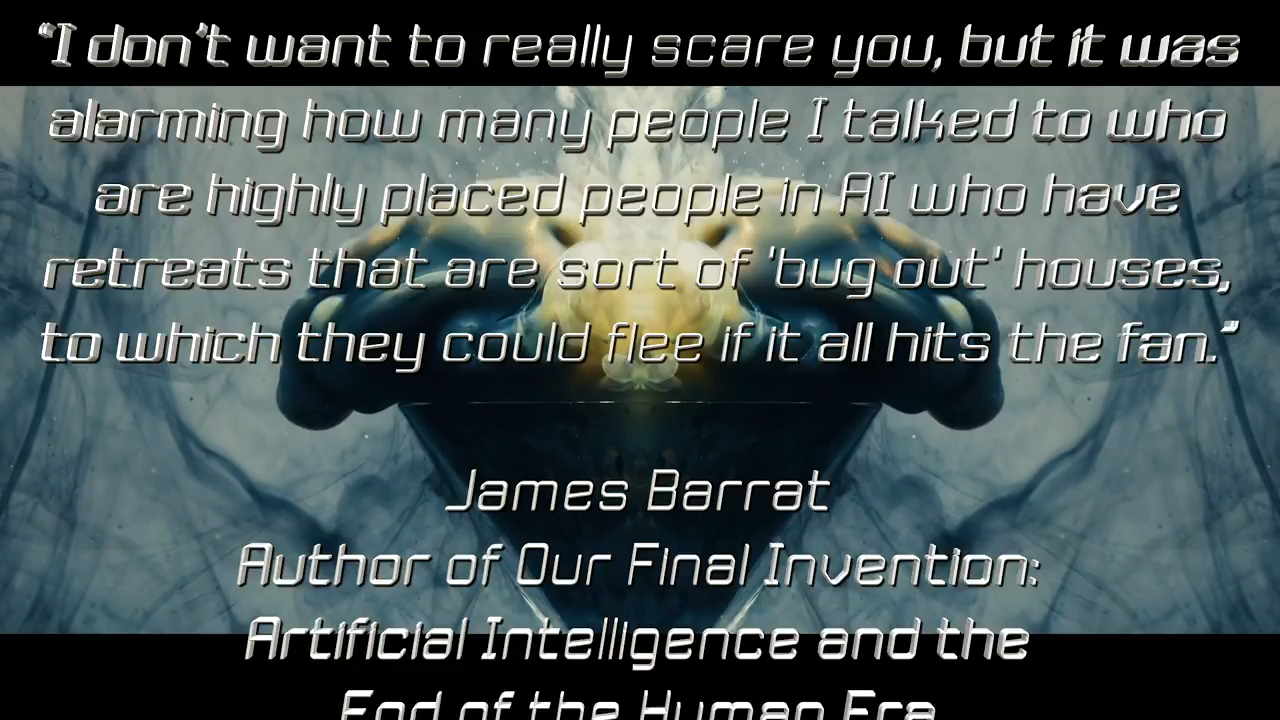 “I don't want to really scare you, but it was
alarming how many people I talked to who
are highly placed people in AI who have
retreats that are sort of 'bug out' houses,
to which they could flee if it all hits the fan.”
James Barrat
Author of Our Final Invention:
Artificial Intelligence and the
End of the Human Era